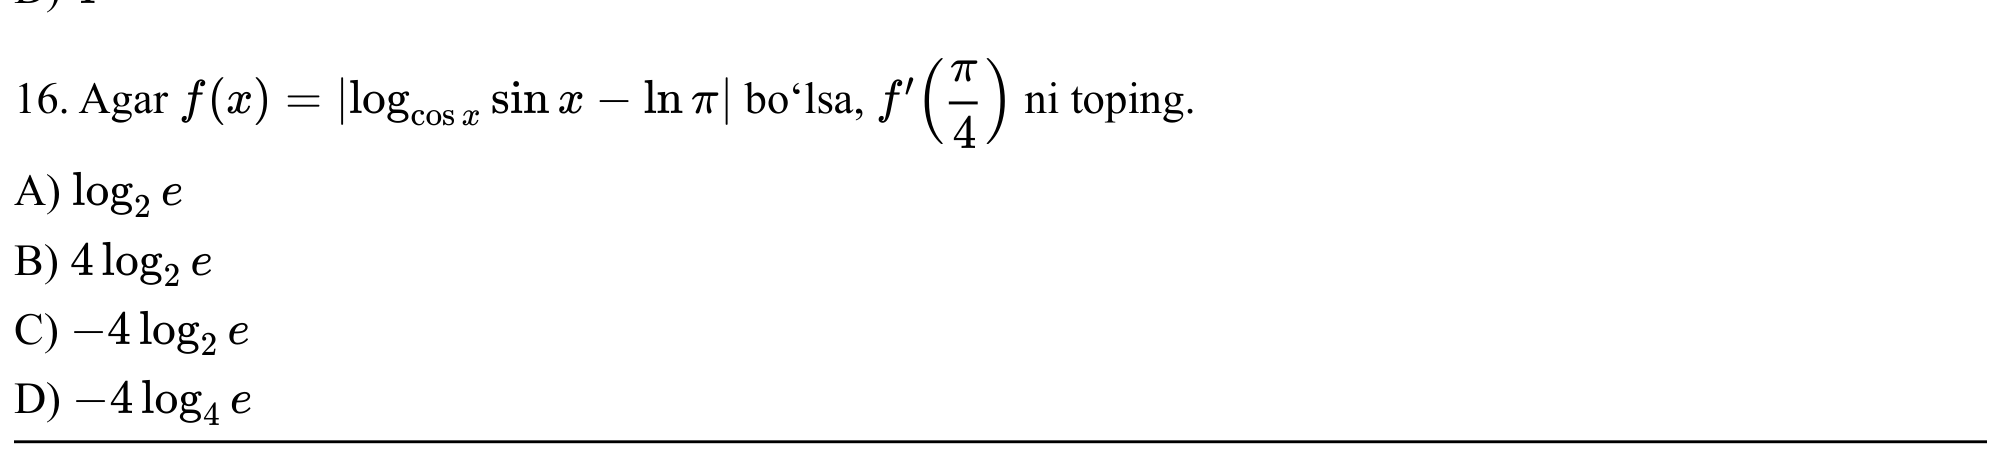 16. Agar f(x) = |log_{cos x} sin x − ln π| bo‘lsa, f′(π/4) ni toping.
A) log₂ e
B) 4 log₂ e
C) −4 log₂ e
D) −4 log₄ e